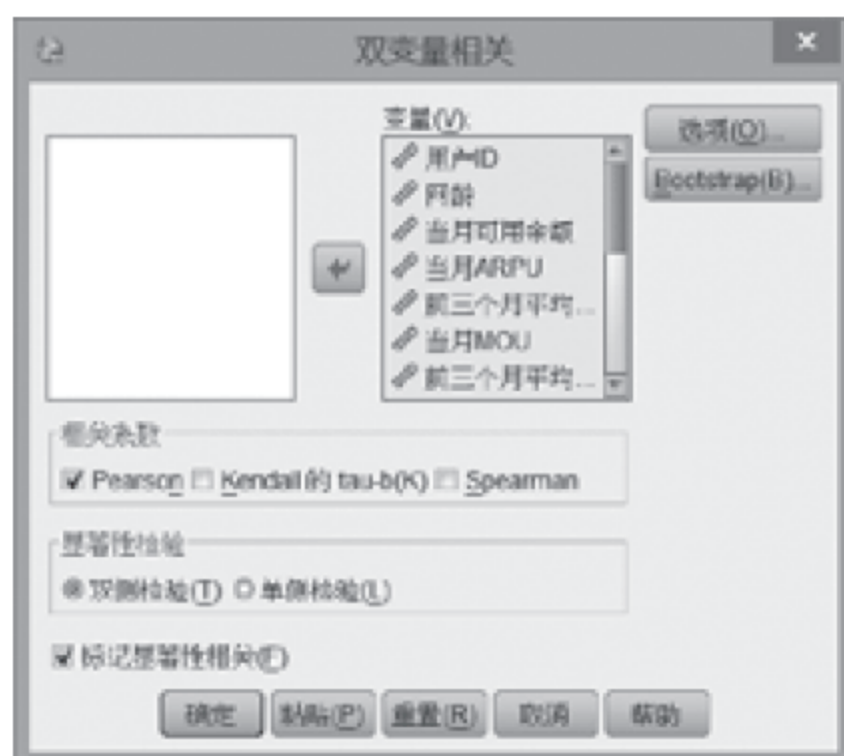 双变量相关
变量(V):
用户ID
网龄
当月可用余额
当月ARPU
前三个月平均...
当月MOU
前三个月平均...
选项(O)...
Bootstrap(B)...
相关系数
Pearson Kendall 的 tau-b(K) Spearman
显著性检验
双侧检验(T) 单侧检验(L)
标记显著性相关(F)
确定 粘贴(P) 重置(R) 取消 帮助